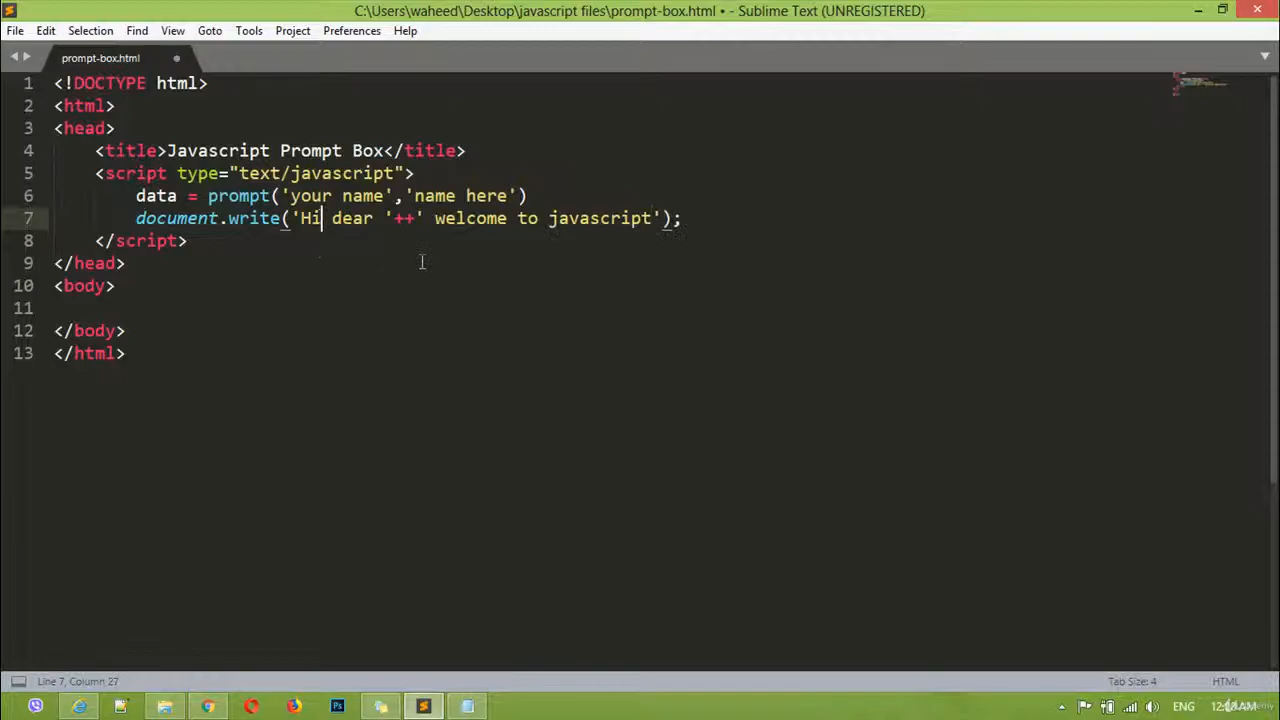 C:\Users\waheed\Desktop\javascript files\prompt-box.html • - Sublime Text (UNREGISTERED)
File Edit Selection Find View Goto Tools Project Preferences Help
prompt-box.html
1 <!DOCTYPE html>
2 <html>
3 <head>
4 <title>Javascript Prompt Box</title>
5 <script type="text/javascript">
6 data = prompt('your name','name here')
7 document.write('Hi dear '++' welcome to javascript');
8 </script>
9 </head>
10 <body>
11
12 </body>
13 </html>
Line 7, Column 27 Tab Size: 4 HTML
Ps ENG